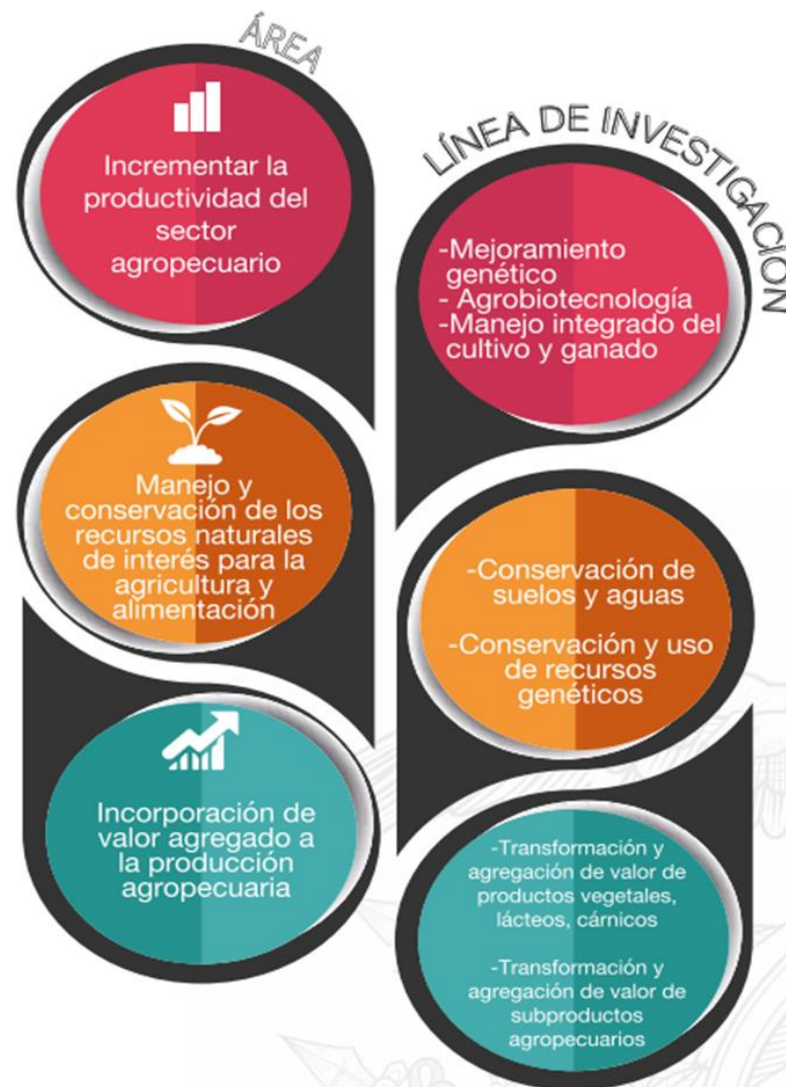 ÁREA
Incrementar la
productividad del
sector
agropecuario
LÍNEA DE INVESTIGACIÓN
-Mejoramiento
genético
- Agrobiotecnología
-Manejo integrado del
cultivo y ganado
Manejo y
conservación de los
recursos naturales
de interés para la
agricultura y
alimentación
-Conservación de
suelos y aguas
-Conservación y uso
de recursos
genéticos
Incorporación de
valor agregado a
la producción
agropecuaria
-Transformación y
agregación de valor de
productos vegetales,
lácteos, cárnicos
-Transformación y
agregación de valor de
subproductos
agropecuarios